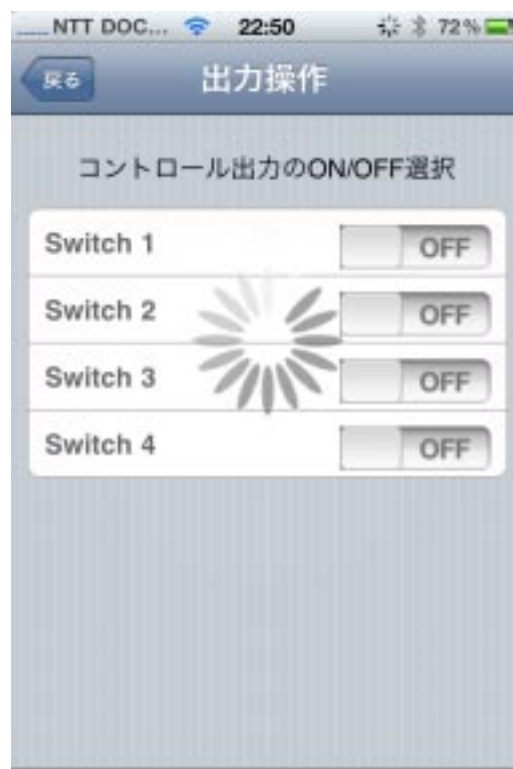 NTT DOC... 22:50 72%
戻る 出力操作
コントロール出力のON/OFF選択
Switch 1 OFF
Switch 2 OFF
Switch 3 OFF
Switch 4 OFF